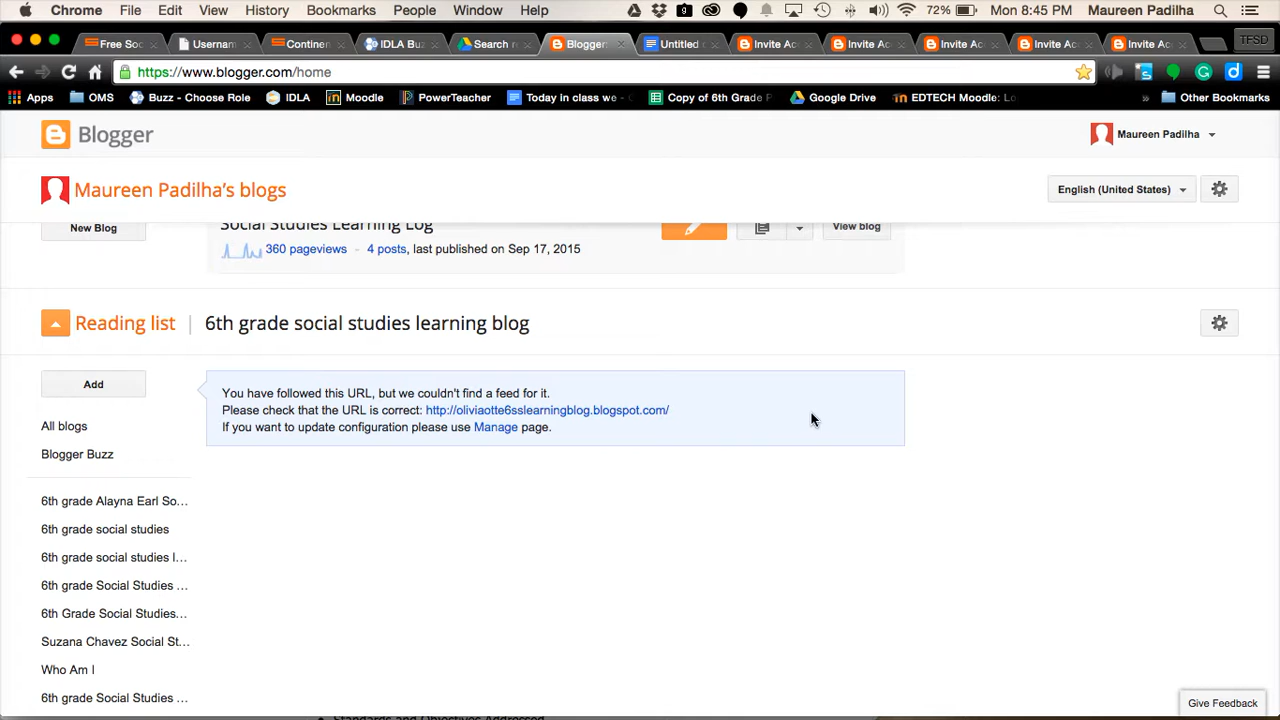 Chrome File Edit View History Bookmarks People Window Help 9 72% Mon 8:45 PM Maureen Padilha
Free Soc Usernam Contine IDLA Buz Search re Blogger Untitled Invite Ac Invite Ac Invite Ac Invite Ac Invite Ac TFSD
https://www.blogger.com/home
Apps OMS Buzz - Choose Role IDLA Moodle PowerTeacher Today in class we - Copy of 6th Grade Google Drive EDTECH Moodle: Lo » Other Bookmarks
Blogger Maureen Padilha
Maureen Padilha's blogs English (United States)
New Blog Social Studies Learning Log View blog
360 pageviews - 4 posts, last published on Sep 17, 2015
Reading list | 6th grade social studies learning blog
Add
You have followed this URL, but we couldn't find a feed for it.
Please check that the URL is correct: http://oliviaotte6sslearningblog.blogspot.com/
If you want to update configuration please use Manage page.
All blogs
Blogger Buzz
6th grade Alayna Earl So...
6th grade social studies
6th grade social studies l...
6th grade Social Studies ...
6th Grade Social Studies...
Suzana Chavez Social St...
Who Am I
6th grade Social Studies ...
Give Feedback
Standards and Objectives Addressed